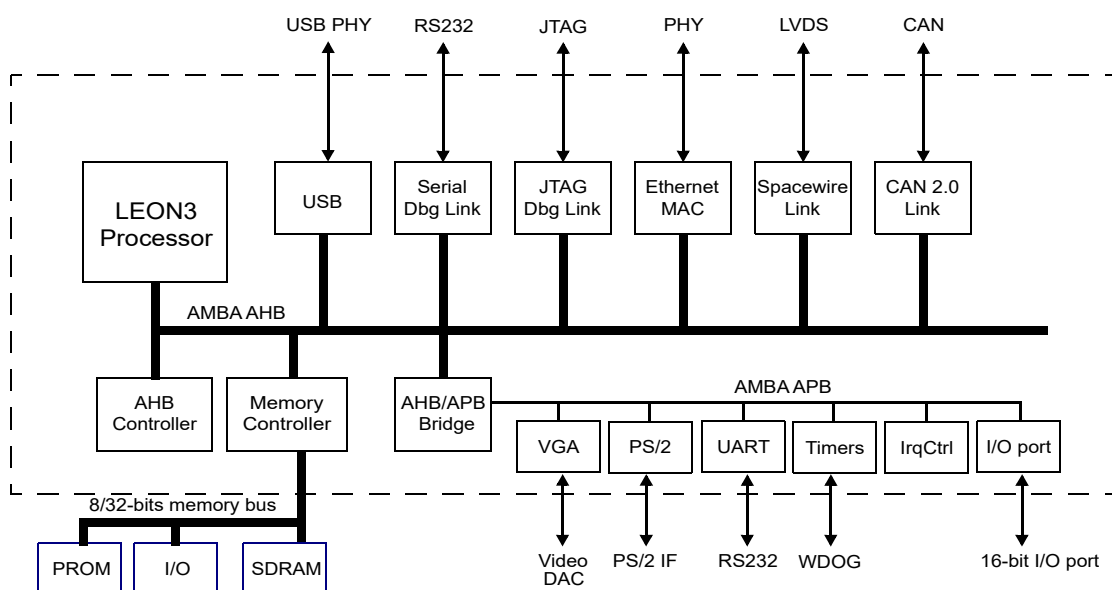 USB PHY
RS232
JTAG
PHY
LVDS
CAN
LEON3
Processor
USB
Serial
Dbg Link
JTAG
Dbg Link
Ethernet
MAC
Spacewire
Link
CAN 2.0
Link
AMBA AHB
AHB
Controller
Memory
Controller
AHB/APB
Bridge
AMBA APB
VGA
PS/2
UART
Timers
IrqCtrl
I/O port
8/32-bits memory bus
PROM
I/O
SDRAM
Video
DAC
PS/2 IF
RS232
WDOG
16-bit I/O port